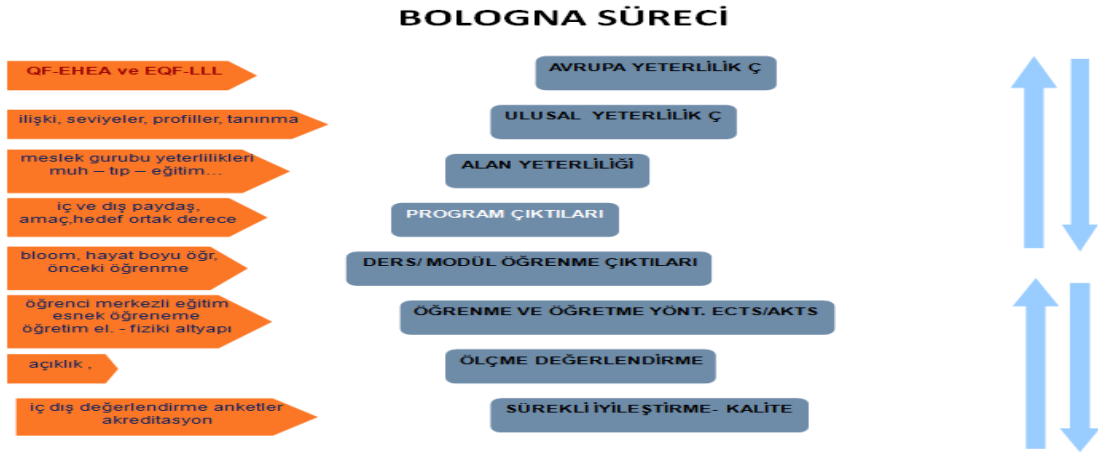 BOLOGNA SÜRECİ
QF-EHEA ve EQF-LLL
AVRUPA YETERLİLİK Ç
ilişki, seviyeler, profiller, tanınma
ULUSAL YETERLİLİK Ç
meslek gurubu yeterlilikleri
muh – tıp – eğitim...
ALAN YETERLİLİĞİ
iç ve dış paydaş,
amaç,hedef ortak derece
PROGRAM ÇIKTILARI
bloom, hayat boyu öğr,
önceki öğrenme
DERS/ MODÜL ÖĞRENME ÇIKTILARI
öğrenci merkezli eğitim
esnek öğreneme
öğretim el. - fiziki altyapı
ÖĞRENME VE ÖĞRETME YÖNT. ECTS/AKTS
açıklık ,
ÖLÇME DEĞERLENDİRME
iç dış değerlendirme anketler
akreditasyon
SÜREKLİ İYİLEŞTİRME- KALİTE